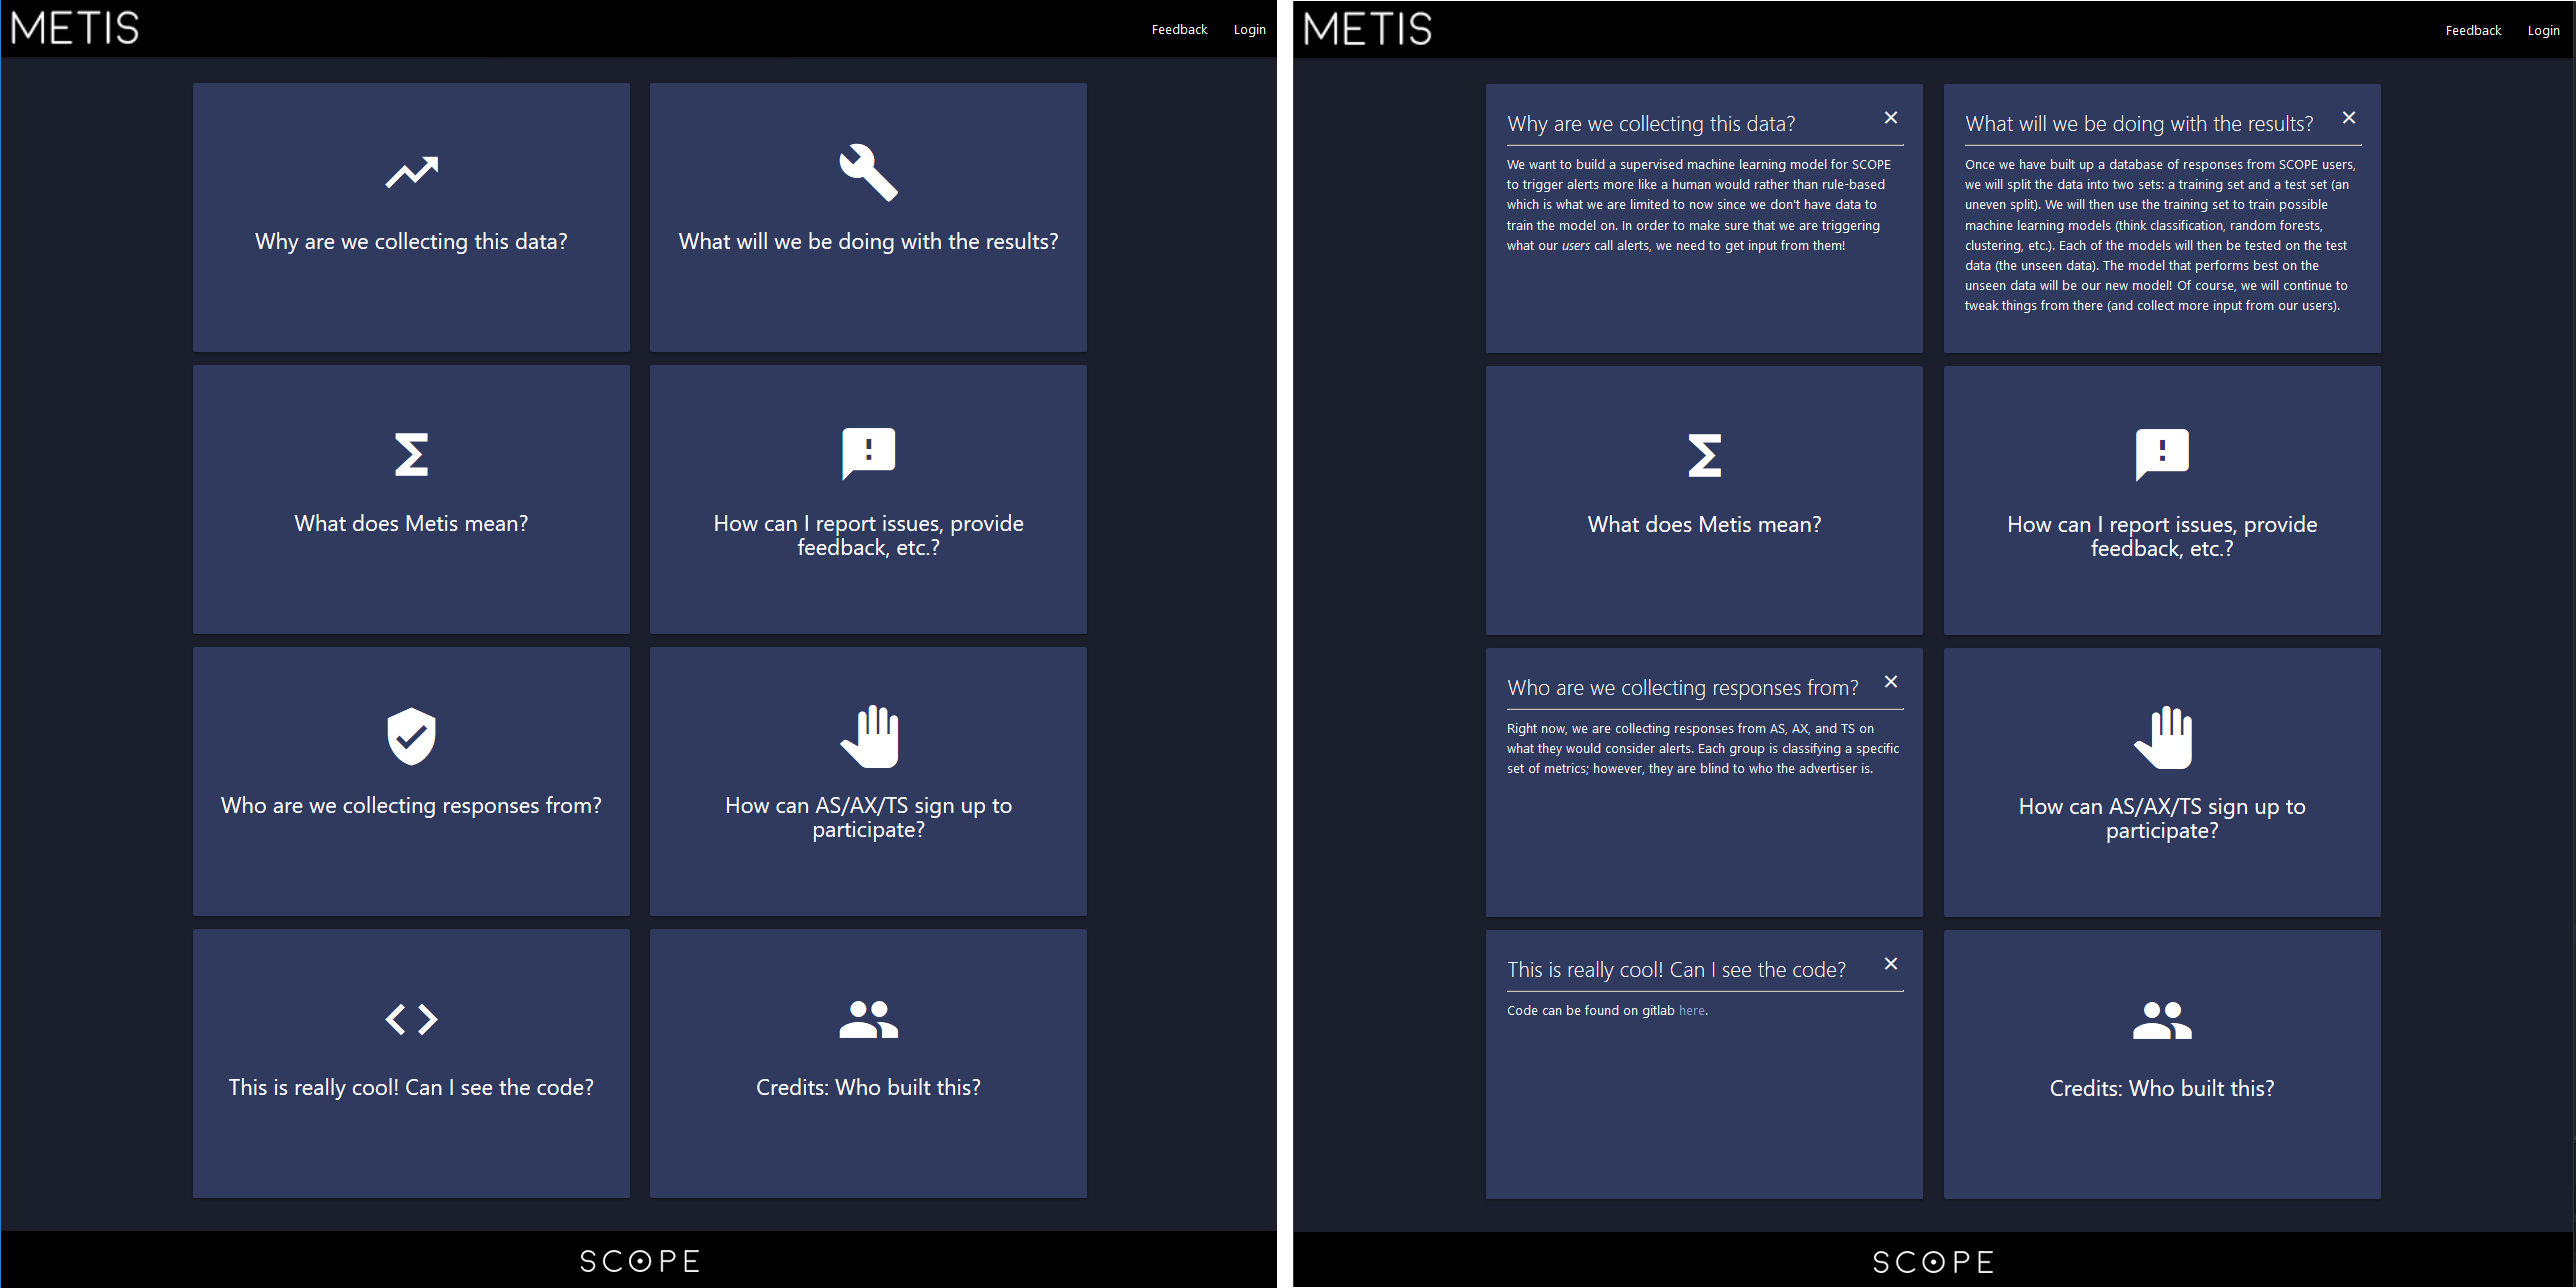 METIS
Feedback
Login
Why are we collecting this data?
What will we be doing with the results?
What does Metis mean?
How can I report issues, provide
feedback, etc.?
Who are we collecting responses from?
How can AS/AX/TS sign up to
participate?
This is really cool! Can I see the code?
Credits: Who built this?
SCOPE
METIS
Feedback
Login
Why are we collecting this data?
We want to build a supervised machine learning model for SCOPE
to trigger alerts more like a human would rather than rule-based
which is what we are limited to now since we don't have data to
train the model on. In order to make sure that we are triggering
what our users call alerts, we need to get input from them!
What will we be doing with the results?
Once we have built up a database of responses from SCOPE users,
we will split the data into two sets: a training set and a test set (an
uneven split). We will then use the training set to train possible
machine learning models (think classification, random forests,
clustering, etc.). Each of the models will then be tested on the test
data (the unseen data). The model that performs best on the
unseen data will be our new model! Of course, we will continue to
tweak things from there (and collect more input from our users).
What does Metis mean?
How can I report issues, provide
feedback, etc.?
Who are we collecting responses from?
Right now, we are collecting responses from AS, AX, and TS on
what they would consider alerts. Each group is classifying a specific
set of metrics; however, they are blind to who the advertiser is.
How can AS/AX/TS sign up to
participate?
This is really cool! Can I see the code?
Code can be found on gitlab here.
Credits: Who built this?
SCOPE